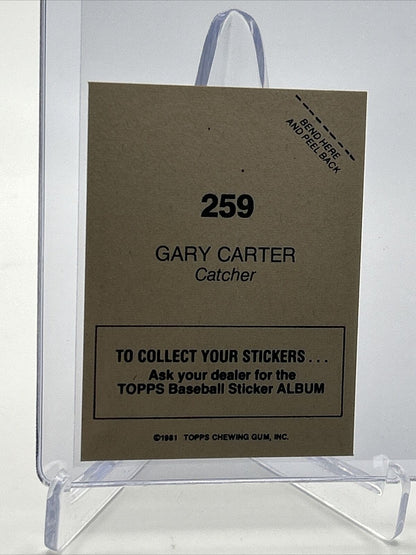 BEND HERE
AND PEEL BACK
259
GARY CARTER
Catcher
TO COLLECT YOUR STICKERS...
Ask your dealer for the
TOPPS Baseball Sticker ALBUM
©1981 TOPPS CHEWING GUM, INC.